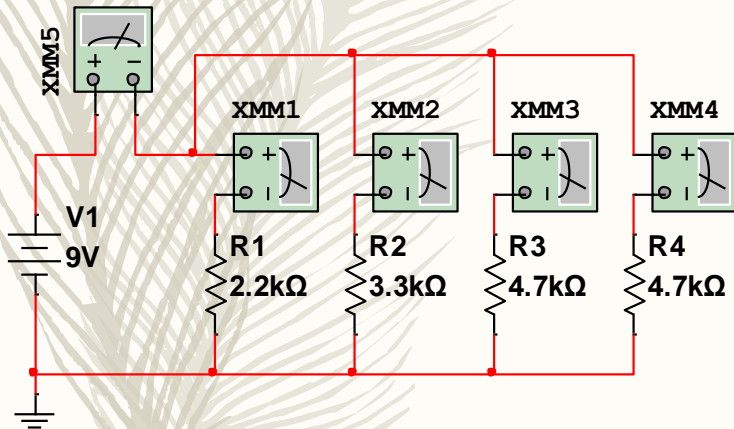 XMM5
+ −
XMM1
XMM2
XMM3
XMM4
+ −
+ −
+ −
+ −
V1
9V
R1
2.2kΩ
R2
3.3kΩ
R3
4.7kΩ
R4
4.7kΩ